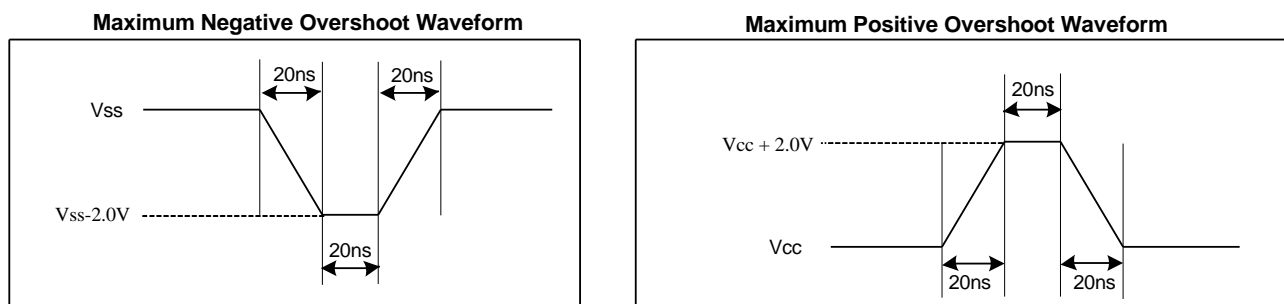 Maximum Negative Overshoot Waveform
20ns
20ns
Vss
Vss-2.0V
20ns
Maximum Positive Overshoot Waveform
20ns
Vcc + 2.0V
Vcc
20ns
20ns